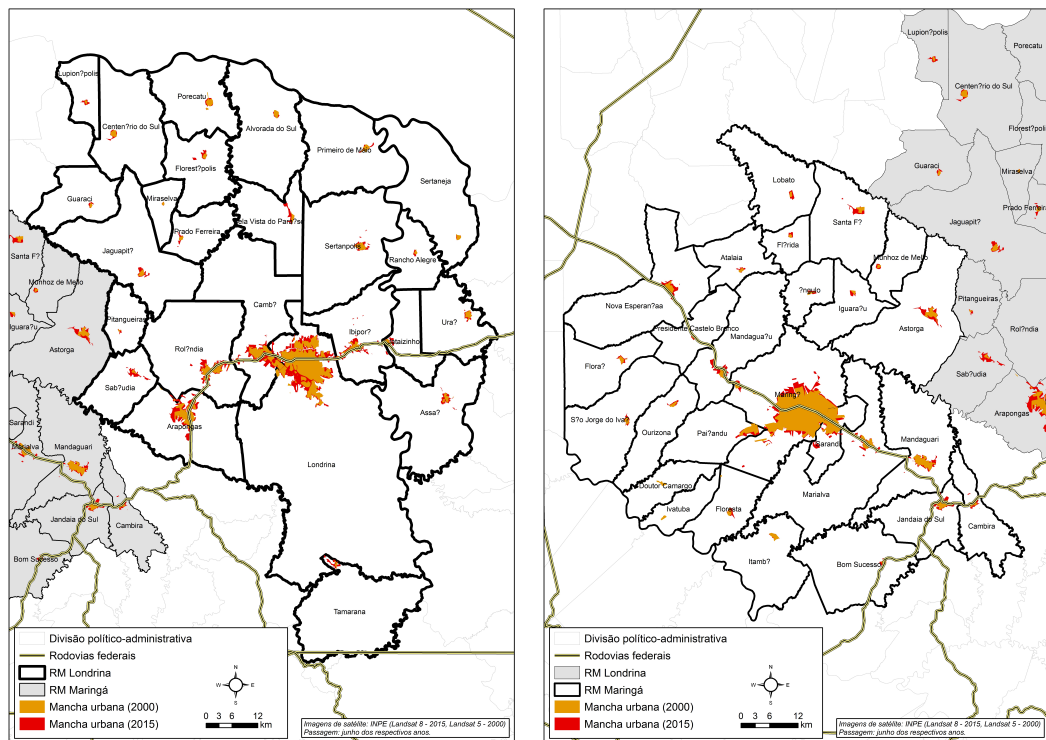 Lupion?polis
Porecatu
Centen?rio do Sul
Alvorada do Sul
Primeiro de Maio
Florest?polis
Sertaneja
Guaraci
Miraselva
Prado Ferreira
ela Vista do Para?so
Sertanpolis
Santa F?
Jaguapit?
Rancho Alegre
Munhoz de Mello
Camb?
Iguara?u
Pitangueiras
Ura?
Astorga
Rol?ndia
Ibipor?
ataizinho
Sab?udia
Assa?
Sarandi
Arapongas
Marialva
Mandaguari
Londrina
Jandaia do Sul
Cambira
Bom Sucesso
Tamarana
Divisão político-administrativa
Rodovias federais
RM Londrina
RM Maringá
Mancha urbana (2000)
Mancha urbana (2015)
N
W
E
S
0 3 6 12
km
Imagens de satélite: INPE (Landsat 8 - 2015, Landsat 5 - 2000)
Passagem: junho dos respectivos anos.
Lupion?polis
Porecatu
Centen?rio do Sul
Florest?polis
Guaraci
Miraselva
Lobato
Prado Ferreira
Santa F?
Jaguapit?
Fl?rida
Atalaia
Munhoz de Mello
?ngulo
Pitangueiras
Nova Esperan?aa
Iguara?u
Astorga
Presidente Castelo Branco
Mandagua?u
Rol?ndia
Flora?
Sab?udia
Maring?
Arapongas
S?o Jorge do Iva?
Ourizona
Pai?andu
Sarandi
Mandaguari
Doutor Camargo
Marialva
Ivatuba
Floresta
Jandaia do Sul
Cambira
Itamb?
Bom Sucesso
Divisão político-administrativa
Rodovias federais
RM Londrina
RM Maringá
Mancha urbana (2000)
Mancha urbana (2015)
N
W
E
S
0 3 6 12
km
Imagens de satélite: INPE (Landsat 8 - 2015, Landsat 5 - 2000)
Passagem: junho dos respectivos anos.